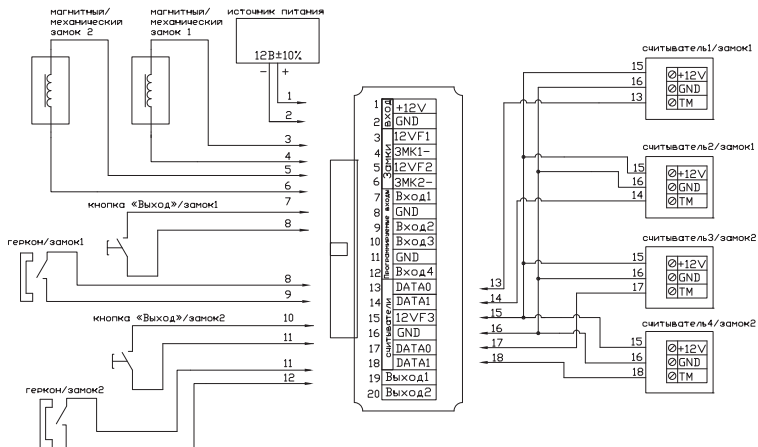 магнитный/
механический
замок 2
магнитный/
механический
замок 1
источник питания
12В±10%
– +
1
2
3
4
5
6
кнопка «Выход»/замок1
7
8
геркон/замок1
8
9
кнопка «Выход»/замок2
10
11
геркон/замок2
11
12
вход
Замки
Программируемые входы
считыватели
1 +12V
2 GND
3 12VF1
4 ЗМК1-
5 12VF2
6 ЗМК2-
7 Вход1
8 GND
9 Вход2
10 Вход3
11 GND
12 Вход4
13 DATA0
14 DATA1
15 12VF3
16 GND
17 DATA0
18 DATA1
19 Выход1
20 Выход2
13
14
15
16
17
18
считыватель1/замок1
15 +12V
16 GND
13 TM
считыватель2/замок1
15 +12V
16 GND
14 TM
считыватель3/замок2
15 +12V
16 GND
17 TM
считыватель4/замок2
15 +12V
16 GND
18 TM